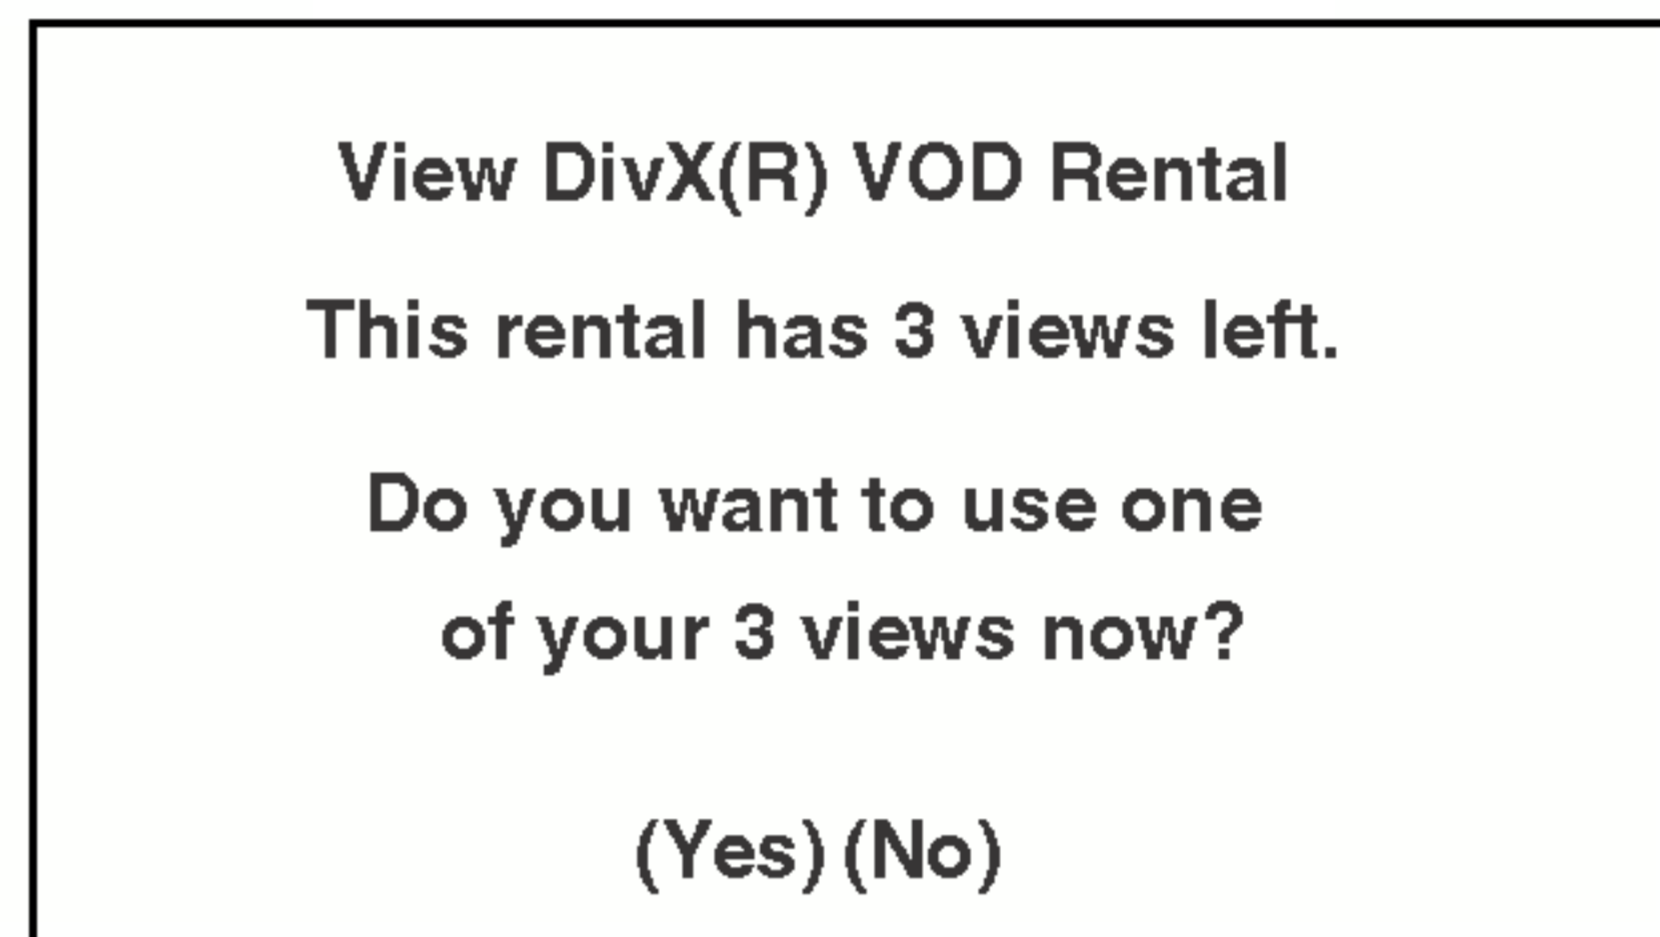 View DivX(R) VOD Rental
This rental has 3 views left.
Do you want to use one
of your 3 views now?
(Yes) (No)